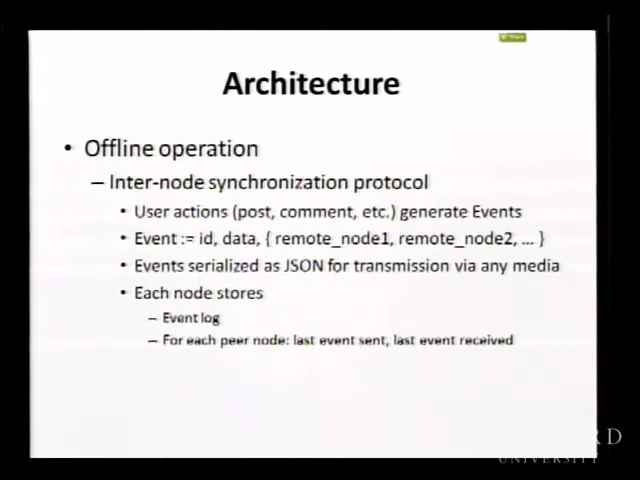 Architecture
• Offline operation
– Inter-node synchronization protocol
• User actions (post, comment, etc.) generate Events
• Event := id, data, { remote_node1, remote_node2, ... }
• Events serialized as JSON for transmission via any media
• Each node stores
– Event log
– For each peer node: last event sent, last event received
RD
UNIVERSITY